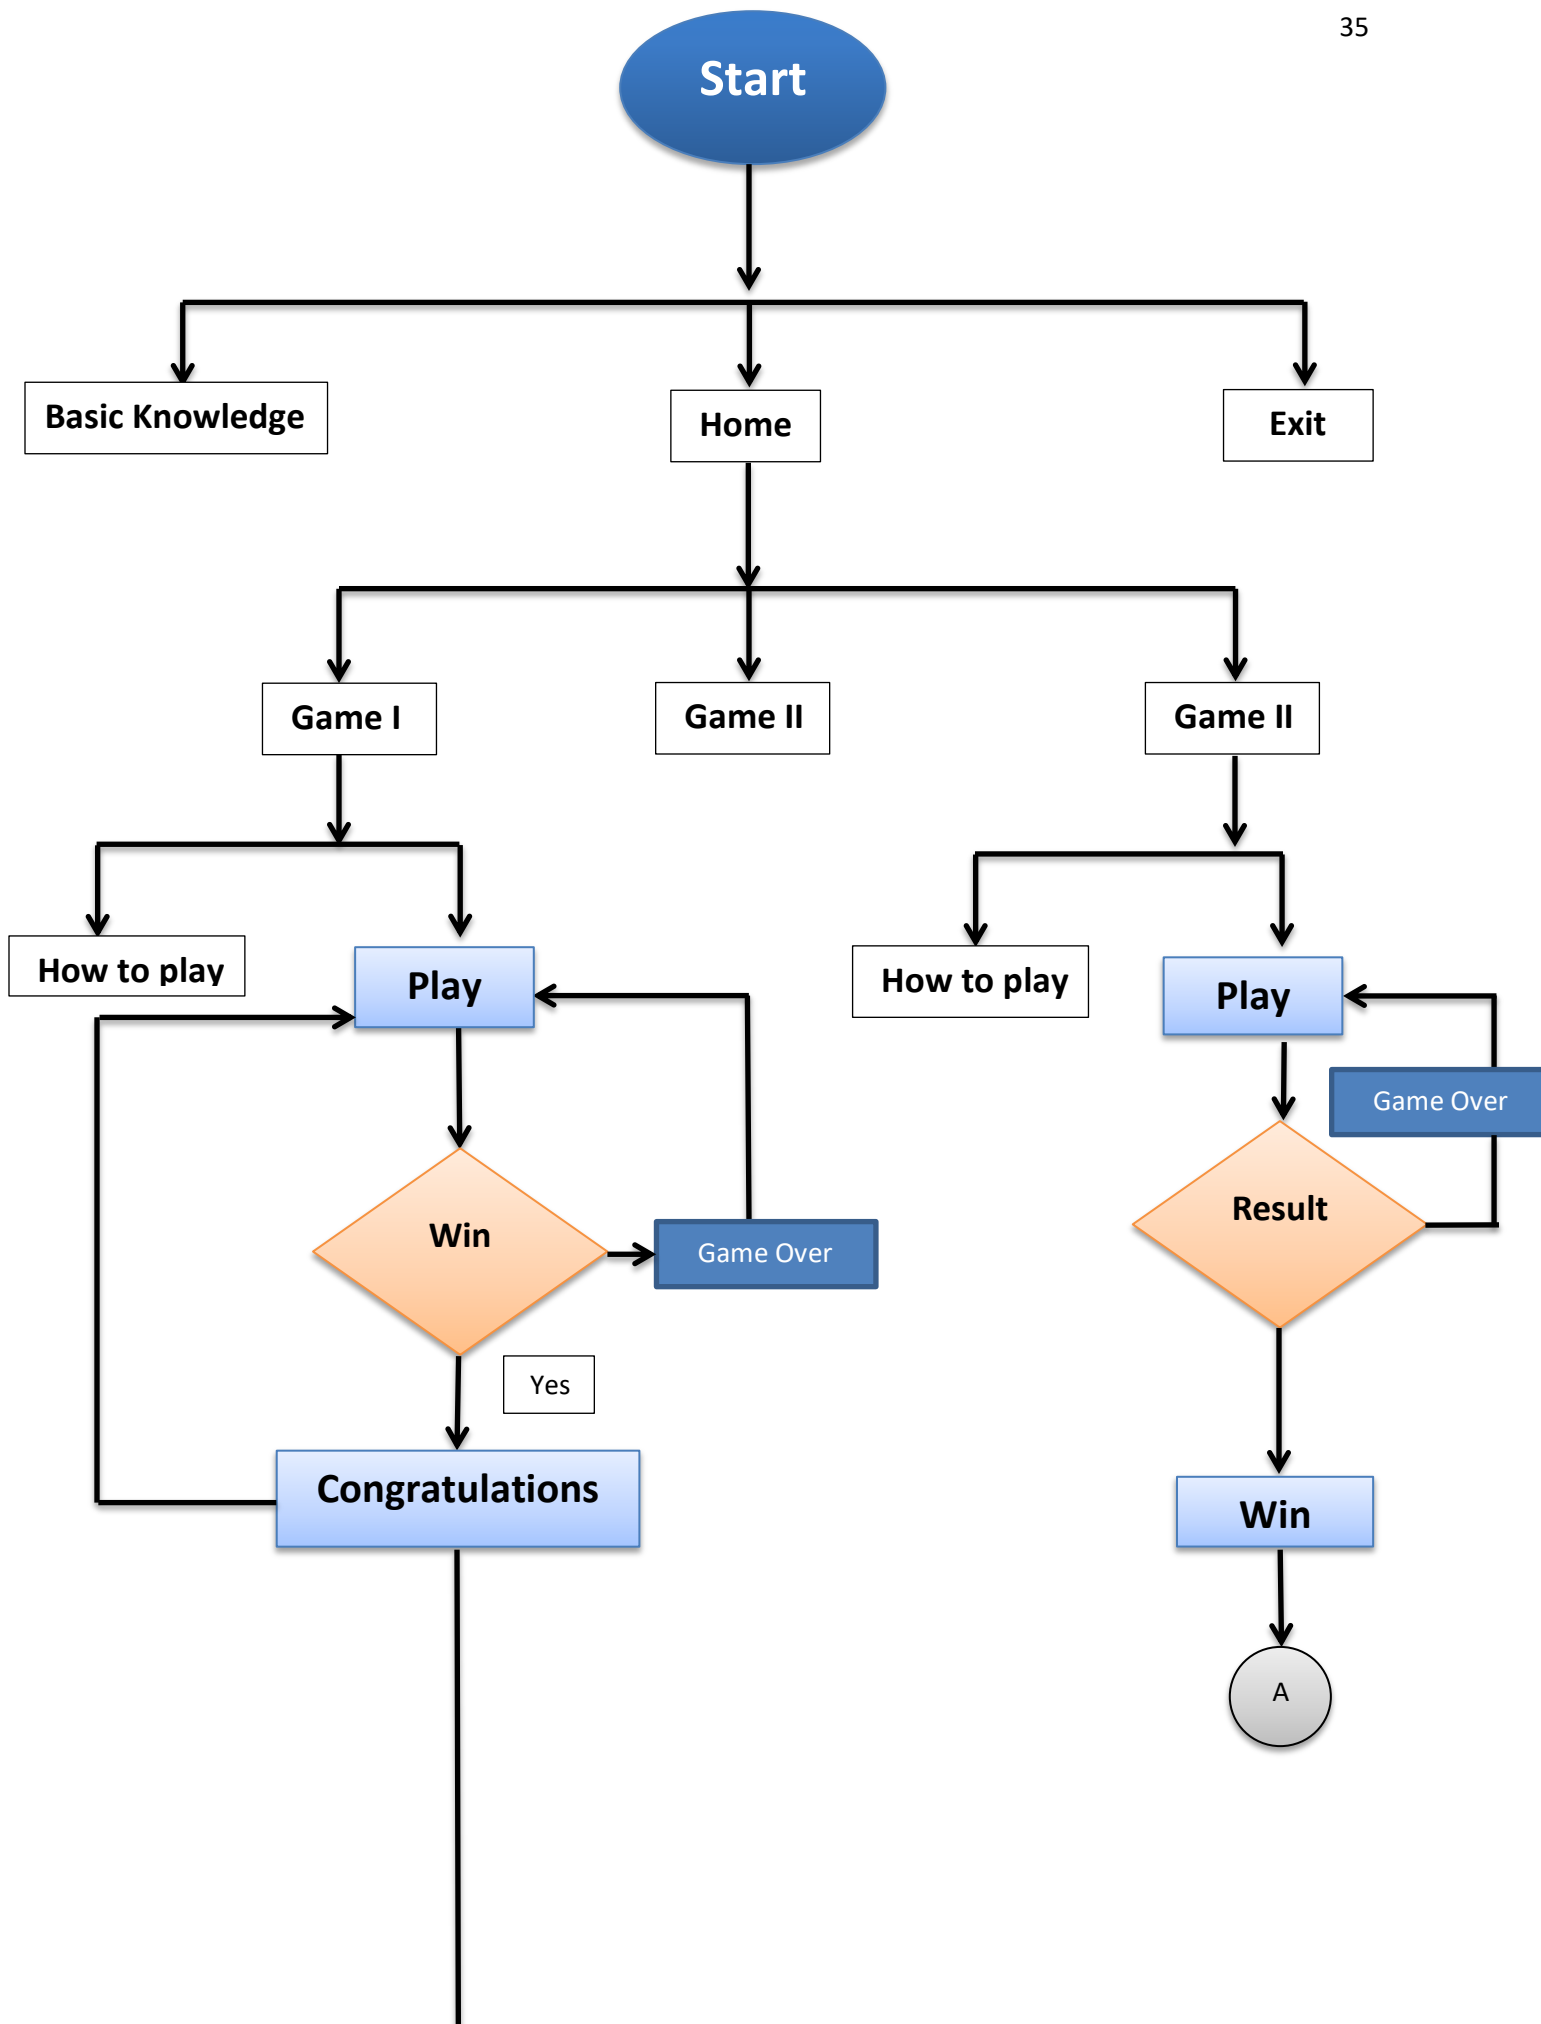 35
Start
Basic Knowledge
Home
Exit
Game I
Game II
Game II
How to play
Play
How to play
Play
Game Over
Result
Win
Game Over
Yes
Congratulations
Win
A